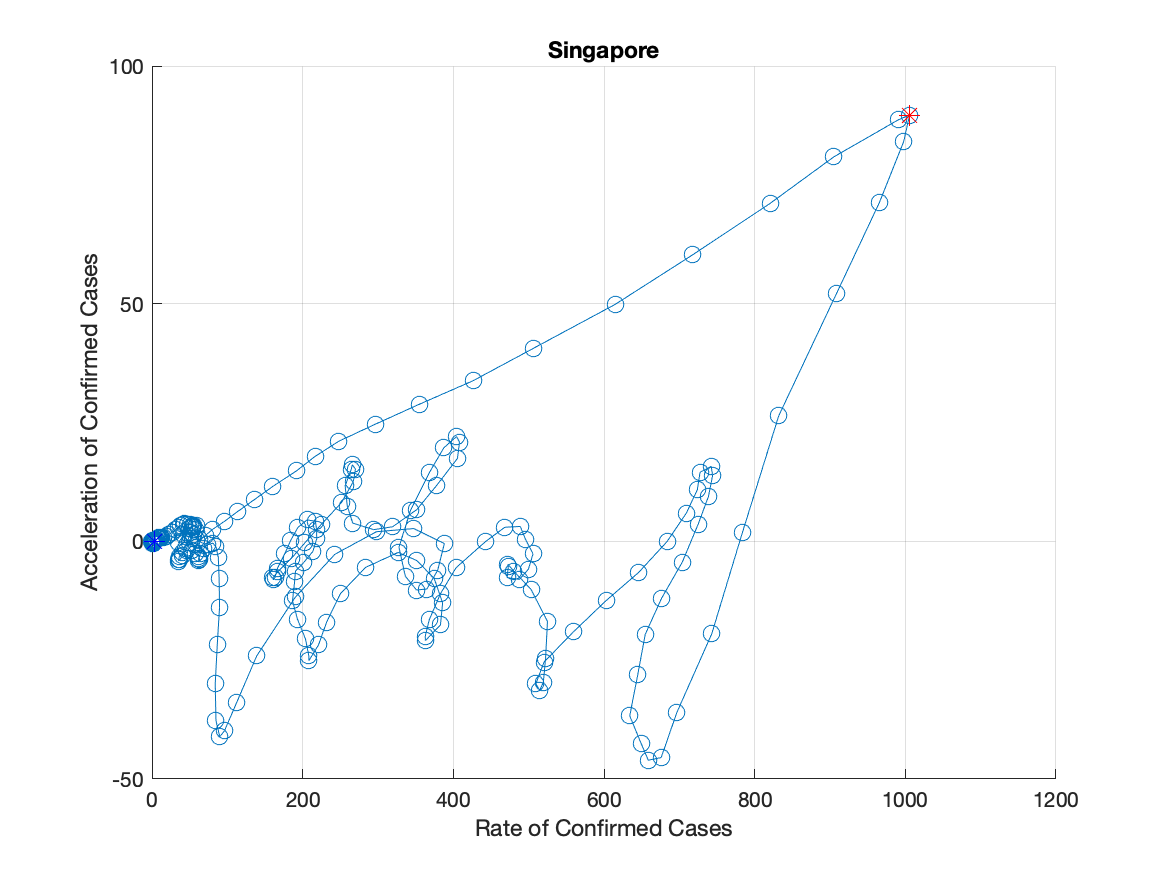 Singapore
100
50
0
-50
Acceleration of Confirmed Cases
0 200 400 600 800 1000 1200
Rate of Confirmed Cases